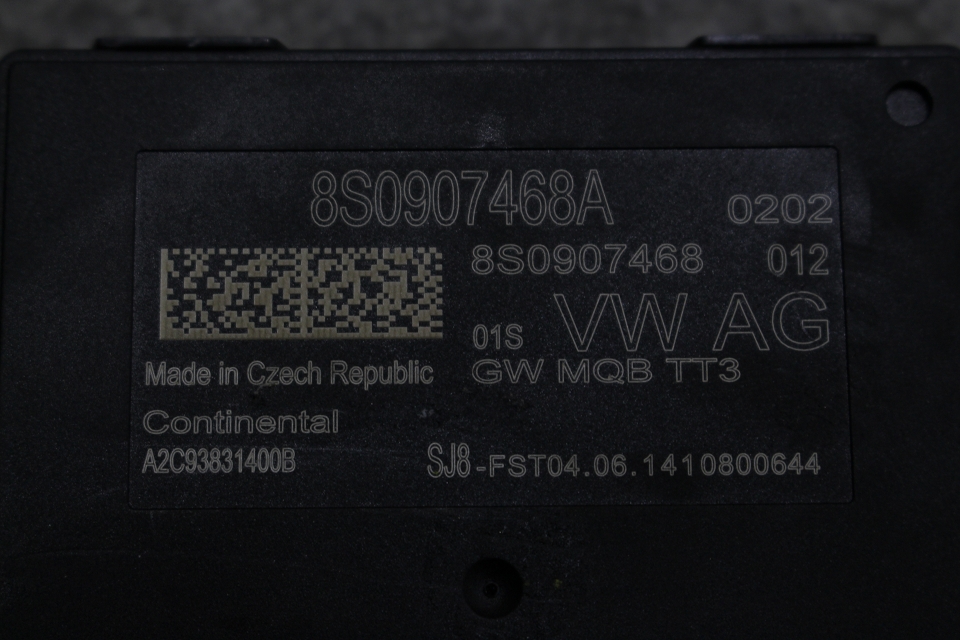 8S0907468A
0202
8S0907468 012
01S VW AG
GW MQB TT3
Made in Czech Republic
Continental
A2C93831400B
SJ8-FST04.06.1410800644